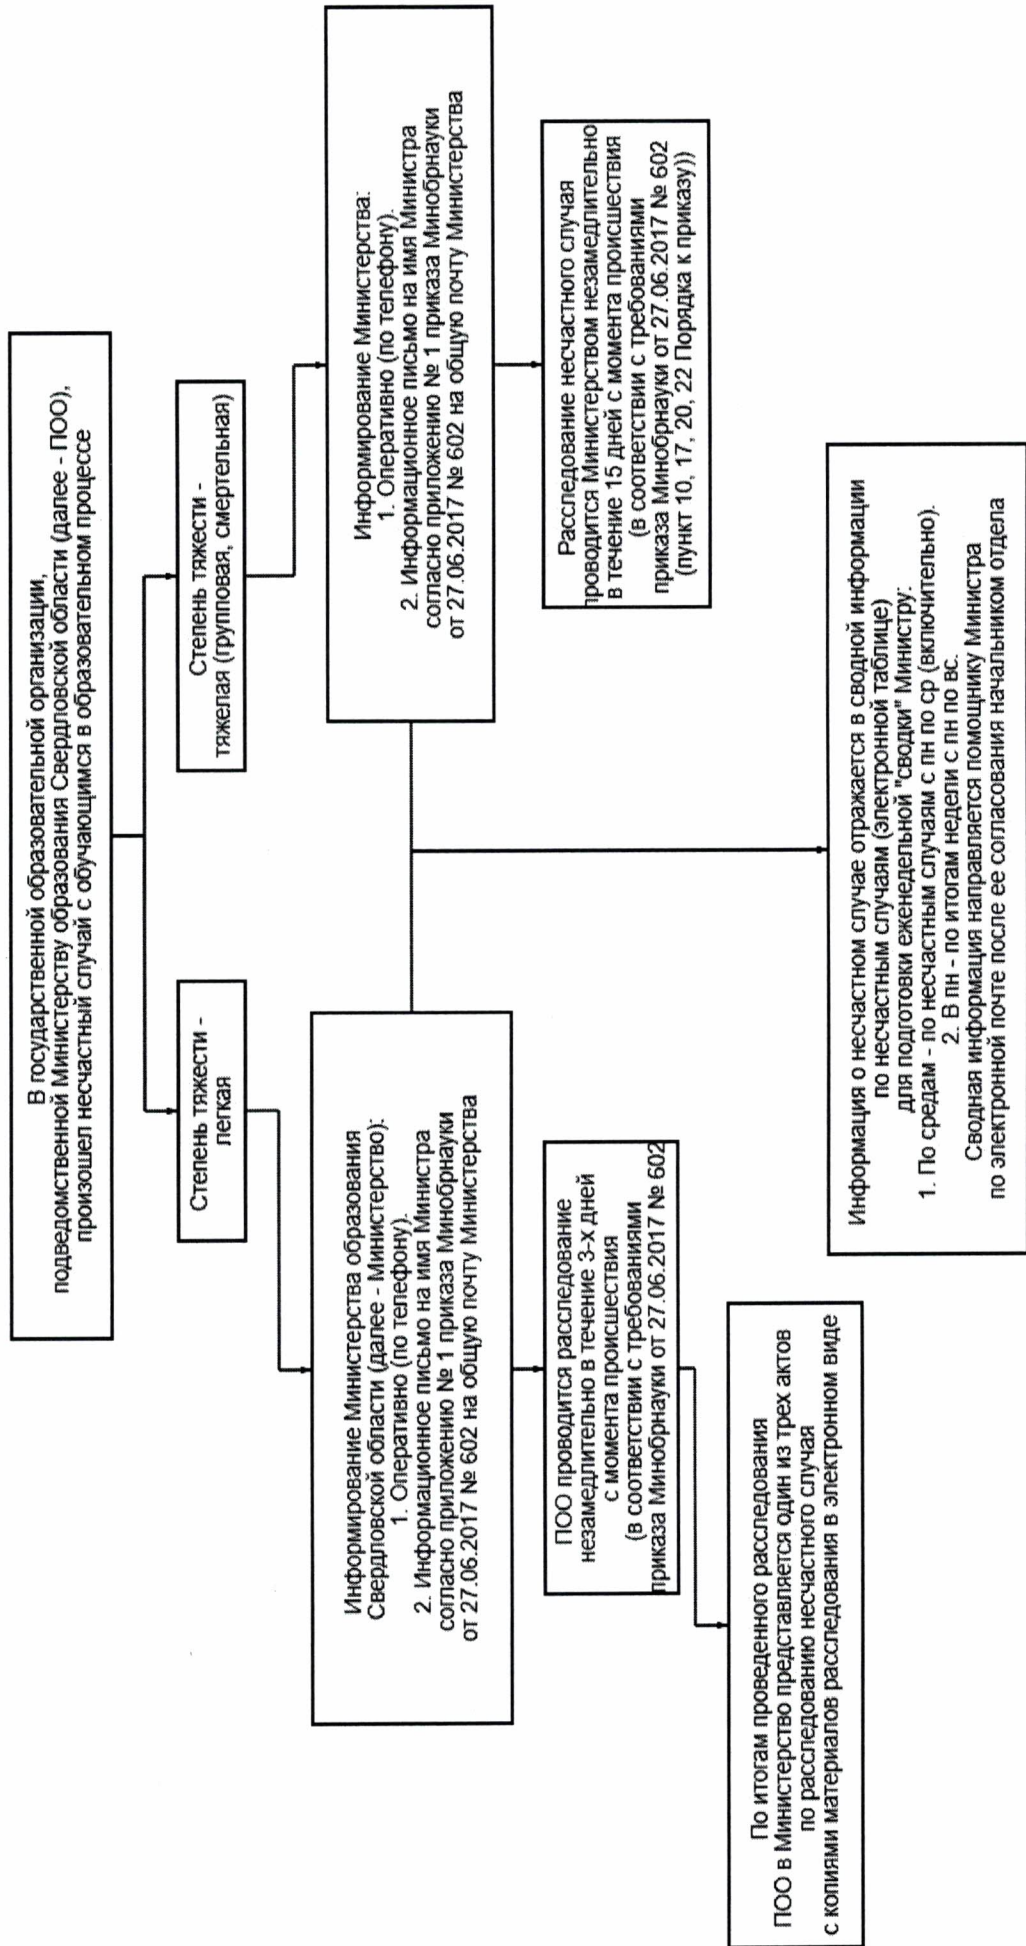 В государственной образовательной организации,
подведомственной Министерству образования Свердловской области (далее - ПОО),
произошел несчастный случай с обучающимся в образовательном процессе
Степень тяжести -
легкая
Степень тяжести -
тяжелая (групповая, смертельная)
Информирование Министерства образования
Свердловской области (далее - Министерство):
1. Оперативно (по телефону).
2. Информационное письмо на имя Министра
согласно приложению № 1 приказа Минобрнауки
от 27.06.2017 № 602 на общую почту Министерства
Информирование Министерства:
1. Оперативно (по телефону).
2. Информационное письмо на имя Министра
согласно приложению № 1 приказа Минобрнауки
от 27.06.2017 № 602 на общую почту Министерства
ПОО проводится расследование
незамедлительно в течение 3-х дней
с момента происшествия
(в соответствии с требованиями
приказа Минобрнауки от 27.06.2017 № 602
Расследование несчастного случая
проводится Министерством незамедлительно
в течение 15 дней с момента происшествия
(в соответствии с требованиями
приказа Минобрнауки от 27.06.2017 № 602
(пункт 10, 17, 20, 22 Порядка к приказу))
По итогам проведенного расследования
ПОО в Министерство представляется один из трех актов
по расследованию несчастного случая
с копиями материалов расследования в электронном виде
Информация о несчастном случае отражается в сводной информации
по несчастным случаям (электронной таблице)
для подготовки еженедельной "сводки" Министру:
1. По средам - по несчастным случаям с пн по ср (включительно).
2. В пн - по итогам недели с пн по вс.
Сводная информация направляется помощнику Министра
по электронной почте после ее согласования начальником отдела